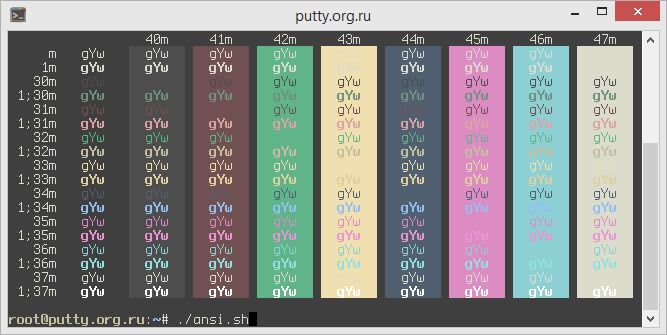 putty.org.ru
40m 41m 42m 43m 44m 45m 46m 47m
m gYw gYw gYw gYw gYw gYw gYw gYw gYw
1m gYw gYw gYw gYw gYw gYw gYw gYw gYw
30m gYw gYw gYw gYw gYw gYw gYw gYw gYw
1;30m gYw gYw gYw gYw gYw gYw gYw gYw gYw
31m gYw gYw gYw gYw gYw gYw gYw gYw gYw
1;31m gYw gYw gYw gYw gYw gYw gYw gYw gYw
32m gYw gYw gYw gYw gYw gYw gYw gYw gYw
1;32m gYw gYw gYw gYw gYw gYw gYw gYw gYw
33m gYw gYw gYw gYw gYw gYw gYw gYw gYw
1;33m gYw gYw gYw gYw gYw gYw gYw gYw gYw
34m gYw gYw gYw gYw gYw gYw gYw gYw gYw
1;34m gYw gYw gYw gYw gYw gYw gYw gYw gYw
35m gYw gYw gYw gYw gYw gYw gYw gYw gYw
1;35m gYw gYw gYw gYw gYw gYw gYw gYw gYw
36m gYw gYw gYw gYw gYw gYw gYw gYw gYw
1;36m gYw gYw gYw gYw gYw gYw gYw gYw gYw
37m gYw gYw gYw gYw gYw gYw gYw gYw gYw
1;37m gYw gYw gYw gYw gYw gYw gYw gYw gYw
root@putty.org.ru:~# ./ansi.sh